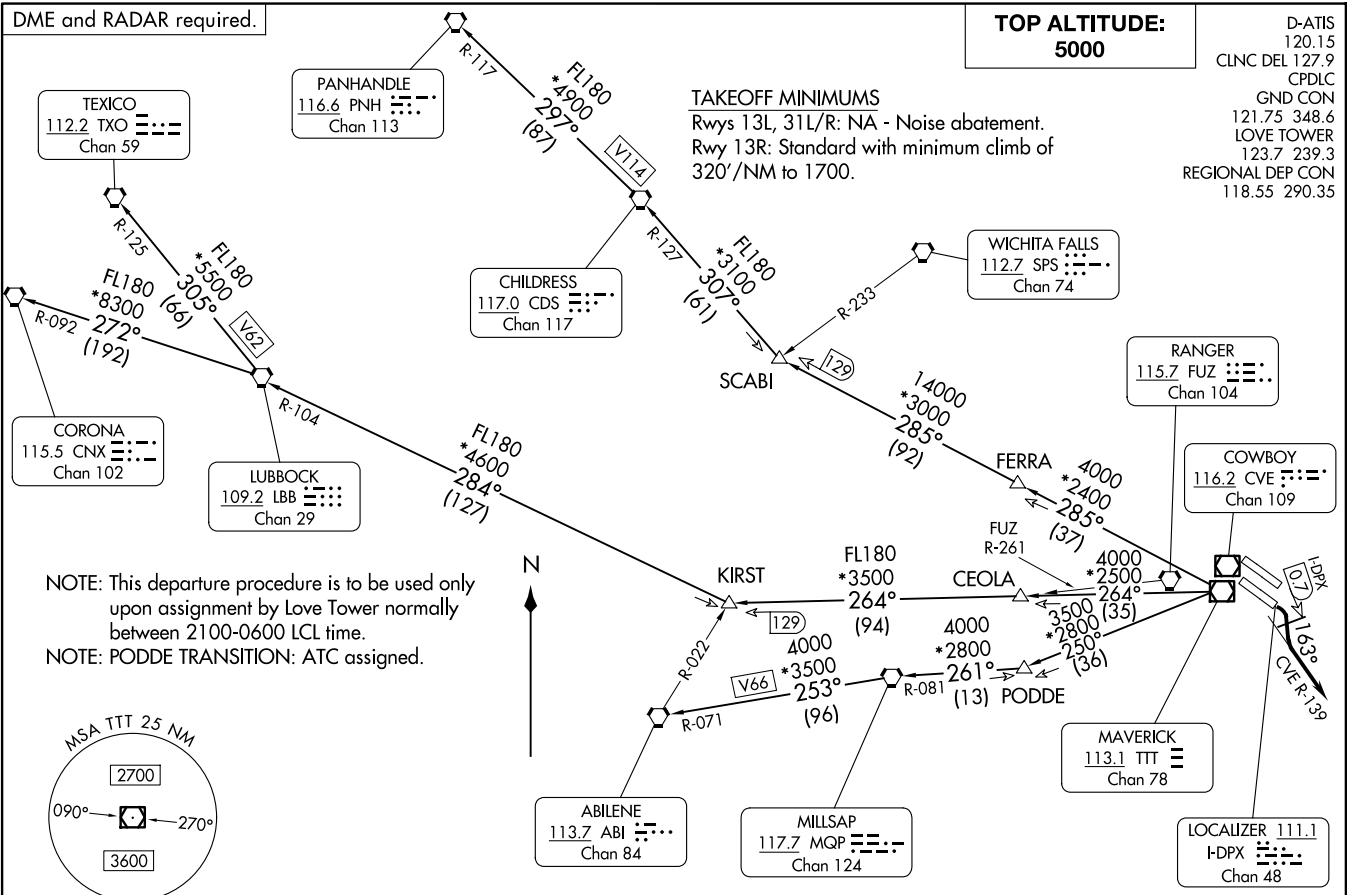 DME and RADAR required.
TOP ALTITUDE:
5000
D-ATIS
120.15
CLNC DEL 127.9
CPDLC
GND CON
121.75 348.6
LOVE TOWER
123.7 239.3
REGIONAL DEP CON
118.55 290.35
PANHANDLE
116.6 PNH
Chan 113
R-117
FL180
*4900
297°
(87)
V114
TAKEOFF MINIMUMS
Rwys 13L, 31L/R: NA - Noise abatement.
Rwy 13R: Standard with minimum climb of
320'/NM to 1700.
TEXICO
112.2 TXO
Chan 59
R-125
FL180
*5500
305°
(66)
V62
FL180
*8300
272°
(192)
R-092
CORONA
115.5 CNX
Chan 102
LUBBOCK
109.2 LBB
Chan 29
R-104
FL180
*4600
284°
(127)
CHILDRESS
117.0 CDS
Chan 117
R-127
FL180
*3100
307°
(61)
WICHITA FALLS
112.7 SPS
Chan 74
R-233
SCABI
129
14000
*3000
285°
(92)
FERRA
4000
*2400
285°
(37)
RANGER
115.7 FUZ
Chan 104
COWBOY
116.2 CVE
Chan 109
FUZ
R-261
KIRST
129
FL180
*3500
264°
(94)
CEOLA
4000
*2500
264°
(35)
3500
*2800
250°
(36)
I-DPX
0.7
163°
CVE R-139
NOTE: This departure procedure is to be used only
upon assignment by Love Tower normally
between 2100-0600 LCL time.
NOTE: PODDE TRANSITION: ATC assigned.
N
R-022
4000
*3500
253°
(96)
V66
R-071
4000
*2800
261°
(13)
R-081
PODDE
MSA TTT 25 NM
2700
090°
270°
3600
ABILENE
113.7 ABI
Chan 84
MILLSAP
117.7 MQP
Chan 124
MAVERICK
113.1 TTT
Chan 78
LOCALIZER 111.1
I-DPX
Chan 48